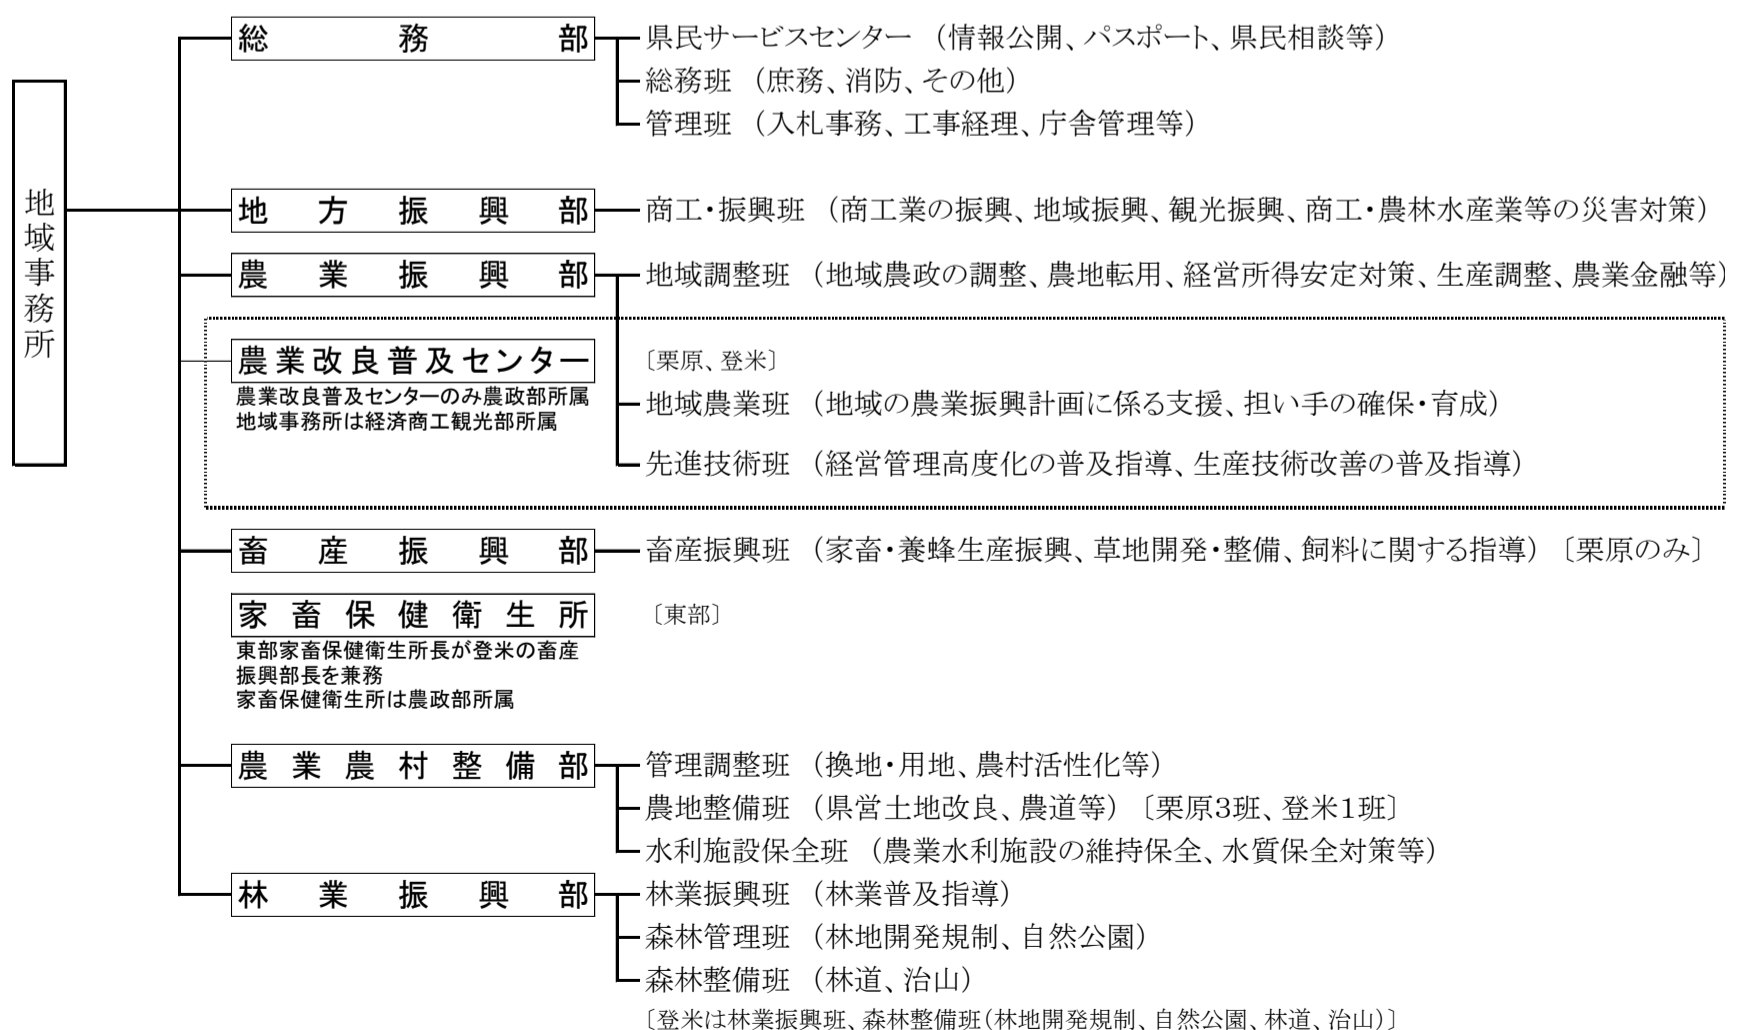 地域事務所
総務部
県民サービスセンター （情報公開、パスポート、県民相談等）
総務班 （庶務、消防、その他）
管理班 （入札事務、工事経理、庁舎管理等）
地方振興部
商工・振興班 （商工業の振興、地域振興、観光振興、商工・農林水産業等の災害対策）
農業振興部
地域調整班 （地域農政の調整、農地転用、経営所得安定対策、生産調整、農業金融等）
農業改良普及センター
〔栗原、登米〕
農業改良普及センターのみ農政部所属
地域事務所は経済商工観光部所属
地域農業班 （地域の農業振興計画に係る支援、担い手の確保・育成）
先進技術班 （経営管理高度化の普及指導、生産技術改善の普及指導）
畜産振興部
畜産振興班 （家畜・養蜂生産振興、草地開発・整備、飼料に関する指導） 〔栗原のみ〕
家畜保健衛生所
〔東部〕
東部家畜保健衛生所長が登米の畜産
振興部長を兼務
家畜保健衛生所は農政部所属
農業農村整備部
管理調整班 （換地・用地、農村活性化等）
農地整備班 （県営土地改良、農道等） 〔栗原３班、登米１班〕
水利施設保全班 （農業水利施設の維持保全、水質保全対策等）
林業振興部
林業振興班 （林業普及指導）
森林管理班 （林地開発規制、自然公園）
森林整備班 （林道、治山）
〔登米は林業振興班、森林整備班（林地開発規制、自然公園、林道、治山）〕